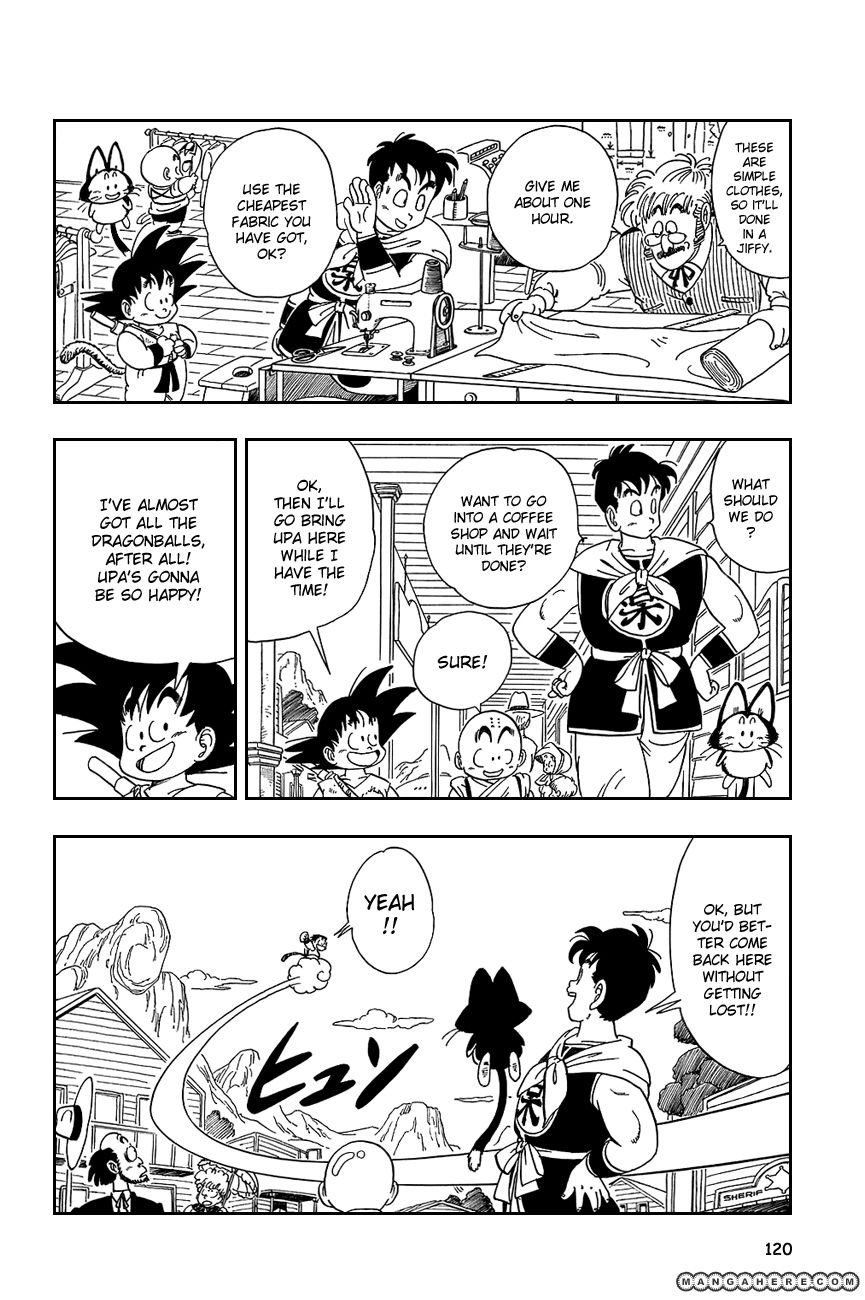 THESE
ARE
SIMPLE
CLOTHES,
SO IT'LL
DONE
IN A
JIFFY.
GIVE ME
ABOUT ONE
HOUR.
USE THE
CHEAPEST
FABRIC YOU
HAVE GOT,
OK?
WHAT
SHOULD
WE DO
?
WANT TO GO
INTO A COFFEE
SHOP AND WAIT
UNTIL THEY'RE
DONE?
SURE!
OK,
THEN I'LL
GO BRING
UPA HERE
WHILE I
HAVE THE
TIME!
I'VE ALMOST
GOT ALL THE
DRAGONBALLS,
AFTER ALL!
UPA'S GONNA
BE SO HAPPY!
OK, BUT
YOU'D BET-
TER COME
BACK HERE
WITHOUT
GETTING
LOST!!
YEAH
!!
ヒュン
楽
SHERIF
120
MANGAHERE.COM